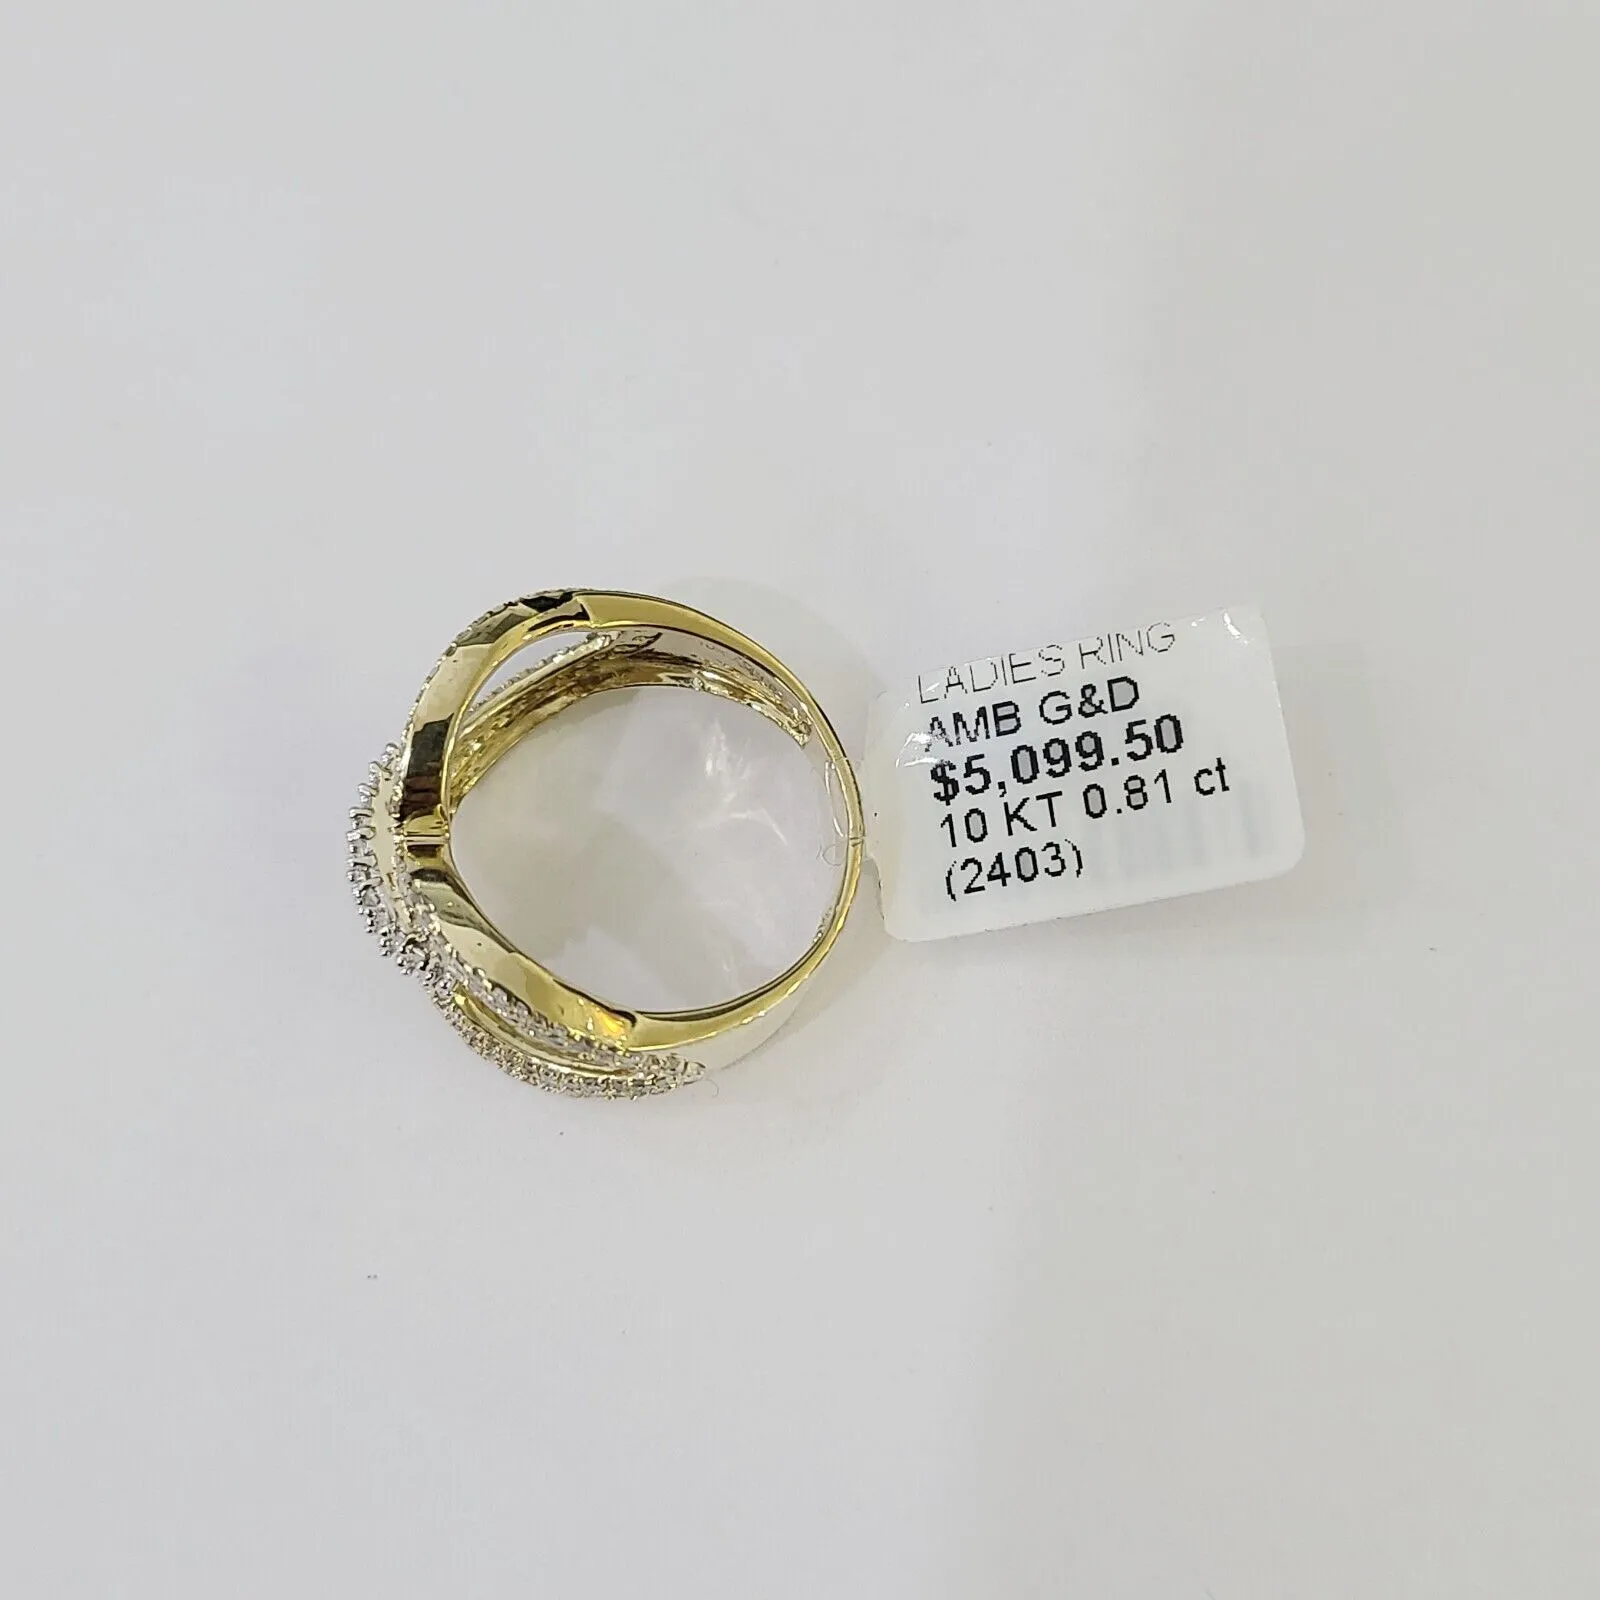 LADIES RING
AMB G&D
$5,099.50
10 KT 0.81 ct
(2403)